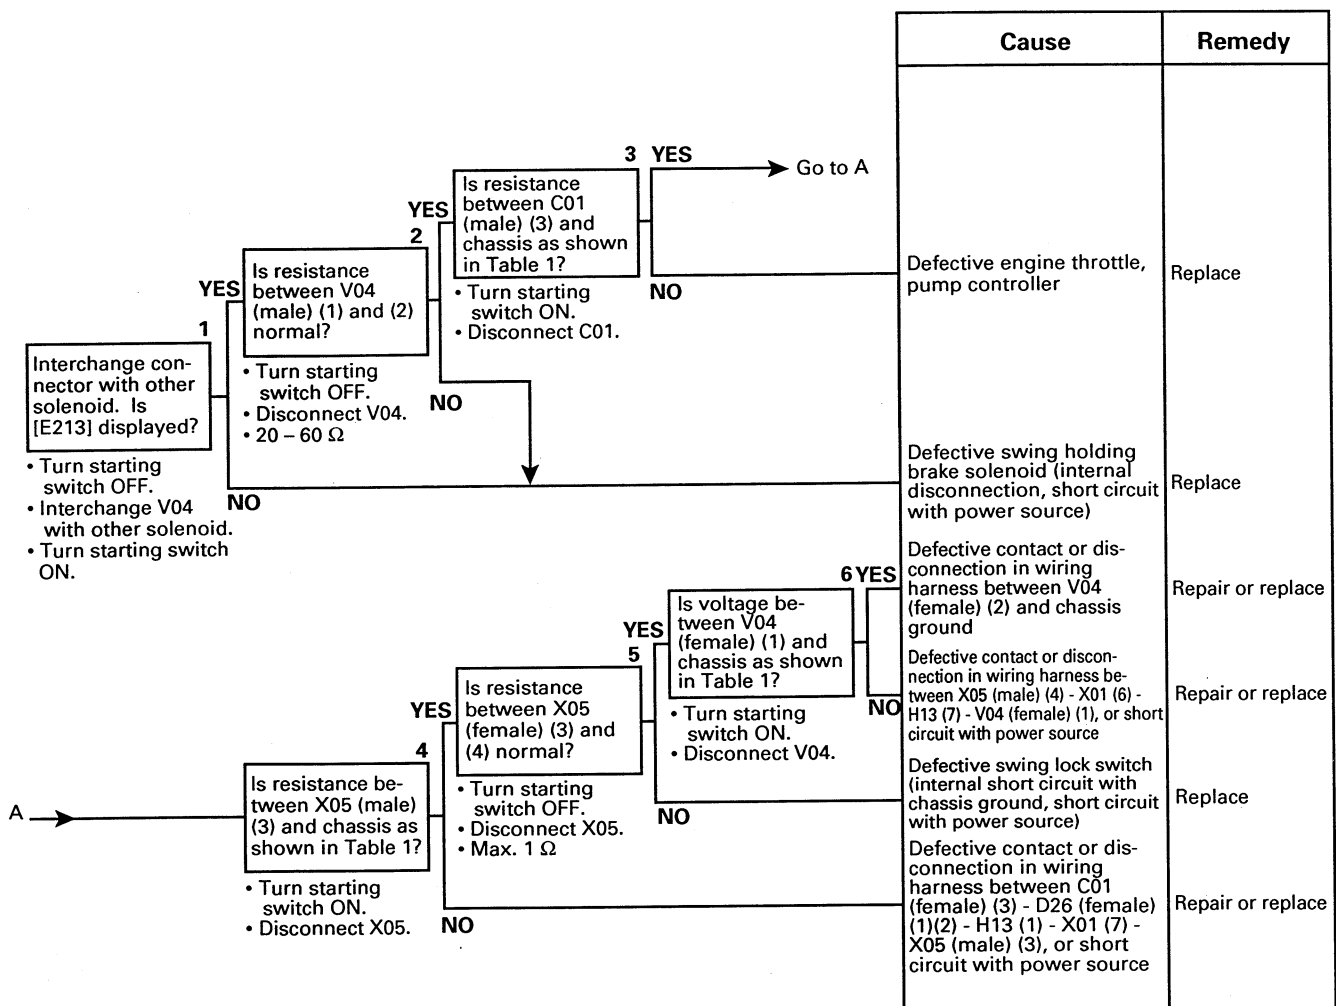 Cause
Remedy
3 YES
Go to A
Is resistance
between C01
(male) (3) and
chassis as shown
in Table 1?
• Turn starting
switch ON.
• Disconnect C01.
NO
Defective engine throttle,
pump controller
Replace
YES
2
Is resistance
between V04
(male) (1) and (2)
normal?
• Turn starting
switch OFF.
• Disconnect V04.
• 20 – 60 Ω
NO
YES
1
Interchange con-
nector with other
solenoid. Is
[E213] displayed?
• Turn starting
switch OFF.
• Interchange V04
with other solenoid.
• Turn starting switch
ON.
NO
Defective swing holding
brake solenoid (internal
disconnection, short circuit
with power source)
Replace
6 YES
Defective contact or dis-
connection in wiring
harness between V04
(female) (2) and chassis
ground
Repair or replace
Is voltage be-
tween V04
(female) (1) and
chassis as shown
in Table 1?
• Turn starting
switch ON.
• Disconnect V04.
NO
Defective contact or discon-
nection in wiring harness be-
tween X05 (male) (4) - X01 (6) -
H13 (7) - V04 (female) (1), or short
circuit with power source
Repair or replace
YES
5
Is resistance
between X05
(female) (3) and
(4) normal?
• Turn starting
switch OFF.
• Disconnect X05.
• Max. 1 Ω
NO
Defective swing lock switch
(internal short circuit with
chassis ground, short circuit
with power source)
Replace
YES
4
A
Is resistance be-
tween X05 (male)
(3) and chassis as
shown in Table 1?
• Turn starting
switch ON.
• Disconnect X05.
NO
Defective contact or dis-
connection in wiring
harness between C01
(female) (3) - D26 (female)
(1)(2) - H13 (1) - X01 (7) -
X05 (male) (3), or short
circuit with power source
Repair or replace